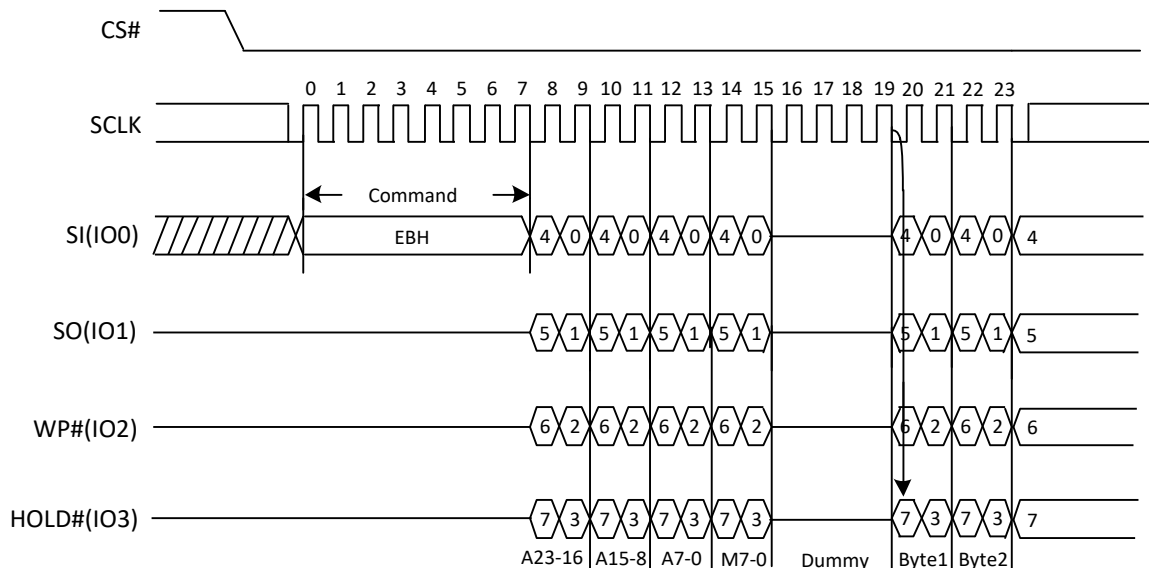 CS#
0 1 2 3 4 5 6 7 8 9 10 11 12 13 14 15 16 17 18 19 20 21 22 23
SCLK
Command
SI(IO0) EBH 4 0 4 0 4 0 4 0 4 0 4 0 4
SO(IO1) 5 1 5 1 5 1 5 1 5 1 5 1 5
WP#(IO2) 6 2 6 2 6 2 6 2 6 2 6 2 6
HOLD#(IO3) 7 3 7 3 7 3 7 3 7 3 7 3 7
A23-16 A15-8 A7-0 M7-0 Dummy Byte1 Byte2